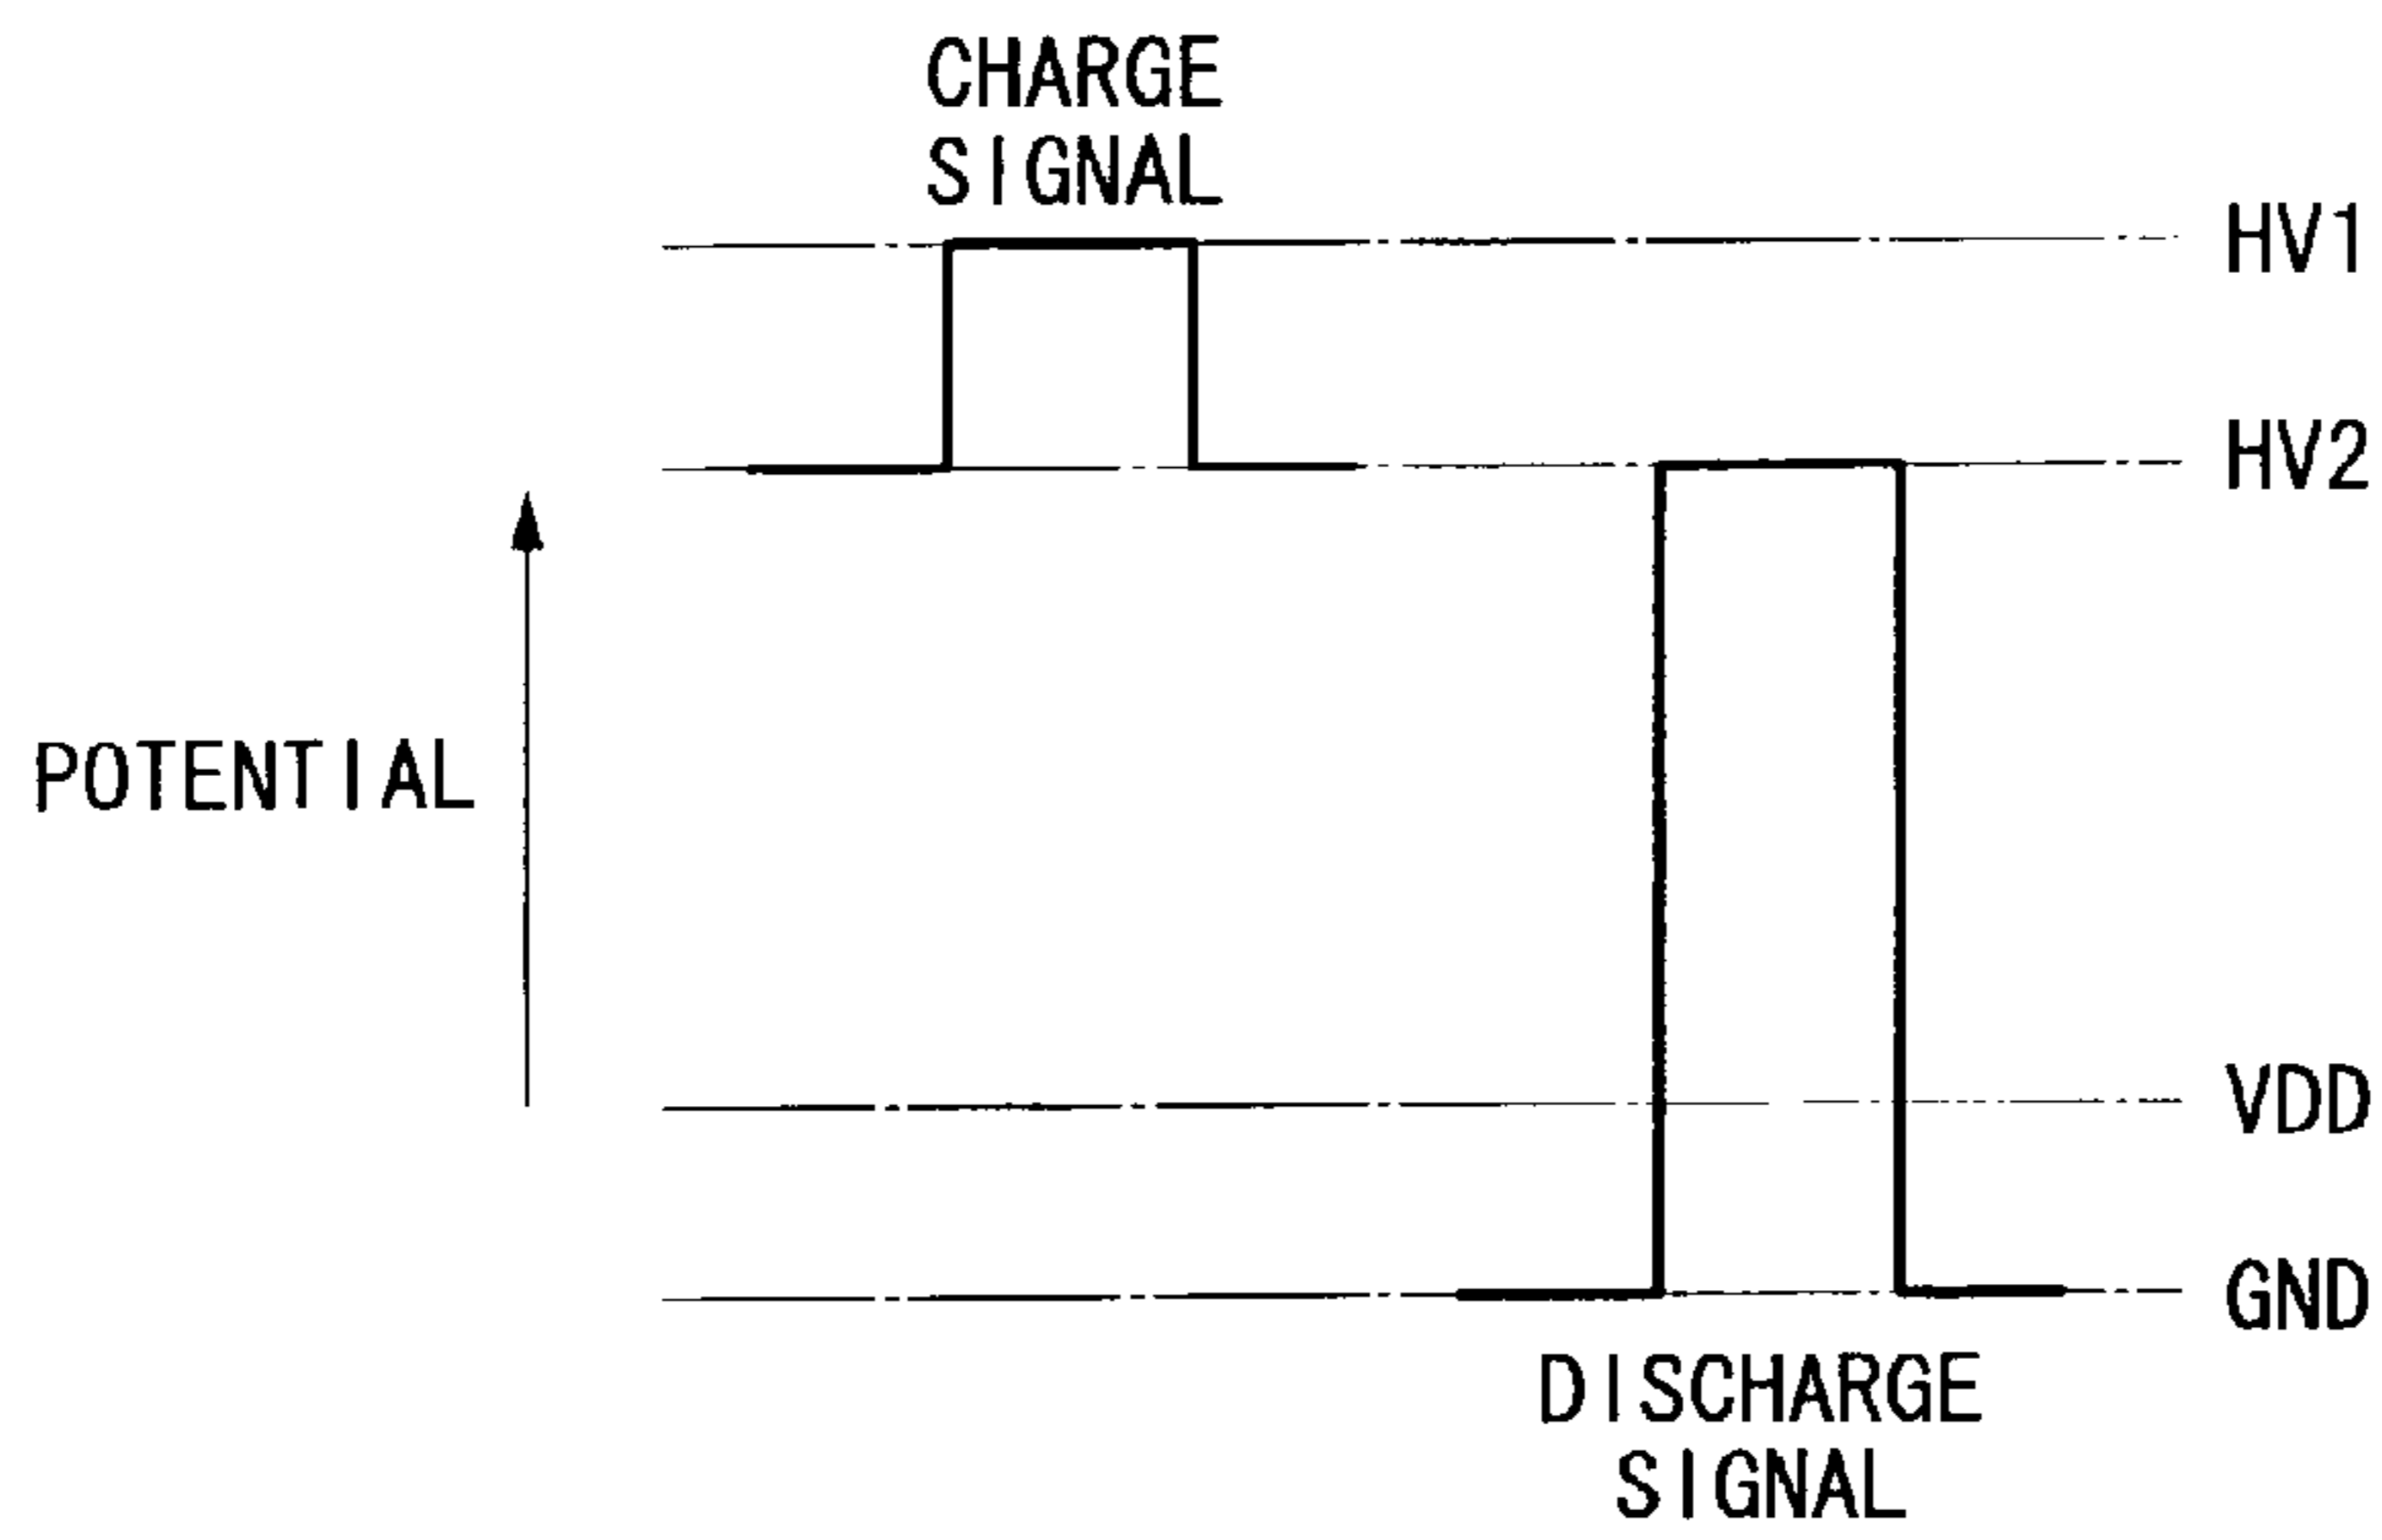 CHARGE
SIGNAL
HV1
HV2
POTENTIAL
VDD
GND
DISCHARGE
SIGNAL